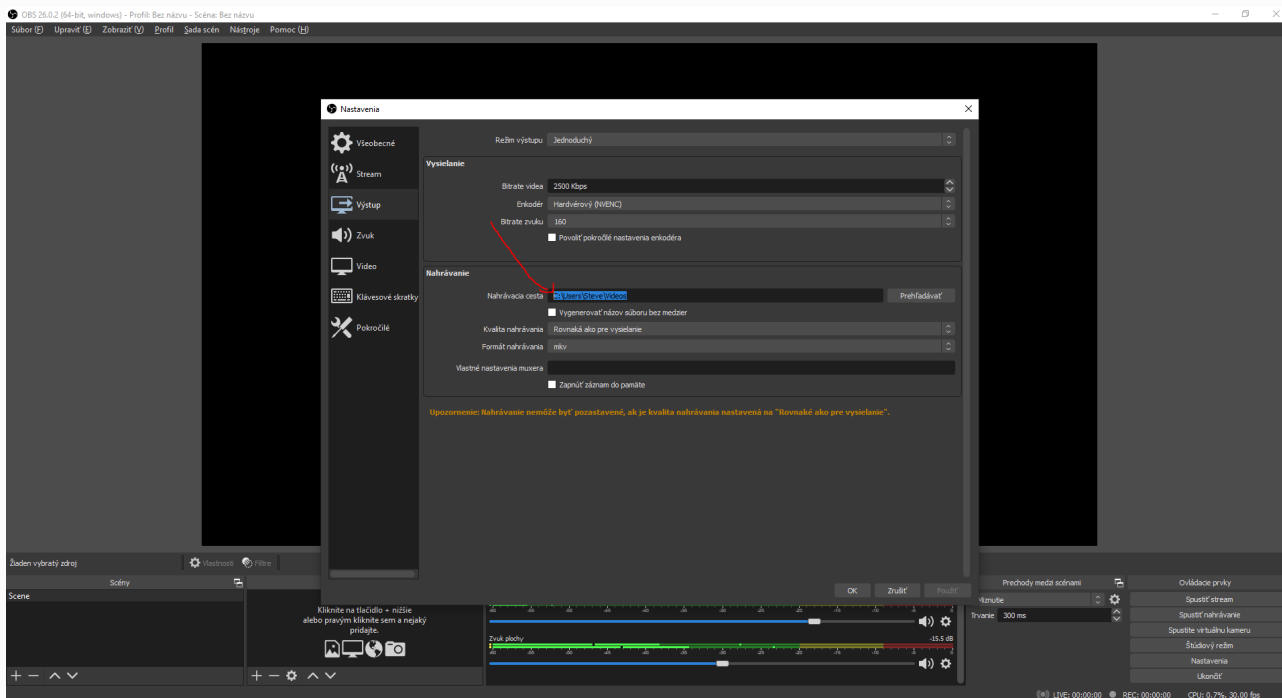 OBS 26.0.2 (64-bit, windows) - Profil: Bez názvu - Scéna: Bez názvu
Súbor (F) Upraviť (E) Zobraziť (V) Profil Sada scén Nástroje Pomoc (H)
Nastavenia
Všeobecné
Stream
Výstup
Zvuk
Video
Klávesové skratky
Pokročilé
Režim výstupu Jednoduchý
Vysielanie
Bitrate videa 2500 Kbps
Enkodér Hardvérový (NVENC)
Bitrate zvuku 160
Povoliť pokročilé nastavenia enkodéra
Nahrávanie
Nahrávacia cesta C:\Users\Steve\Videos Prehľadávať
Vygenerovať názov súboru bez medzier
Kvalita nahrávania Rovnaká ako pre vysielanie
Formát nahrávania mkv
Vlastné nastavenia muxera
Zapnúť záznam do pamäte
Upozornenie: Nahrávanie nemôže byť pozastavené, ak je kvalita nahrávania nastavená na "Rovnaké ako pre vysielanie".
OK Zrušiť Použiť
Žiaden vybratý zdroj Vlastnosti Filtre
Scény
Scene
Kliknite na tlačidlo + nižšie
alebo pravým kliknite sem a nejaký
pridajte.
Zvuk plochy -15.5 dB
Prechody medzi scénami
Trvanie 300 ms
Ovládacie prvky
Spustiť stream
Spustiť nahrávanie
Spustite virtuálnu kameru
Štúdiový režim
Nastavenia
Ukončiť
LIVE: 00:00:00 REC: 00:00:00 CPU: 0.7%, 30.00 fps